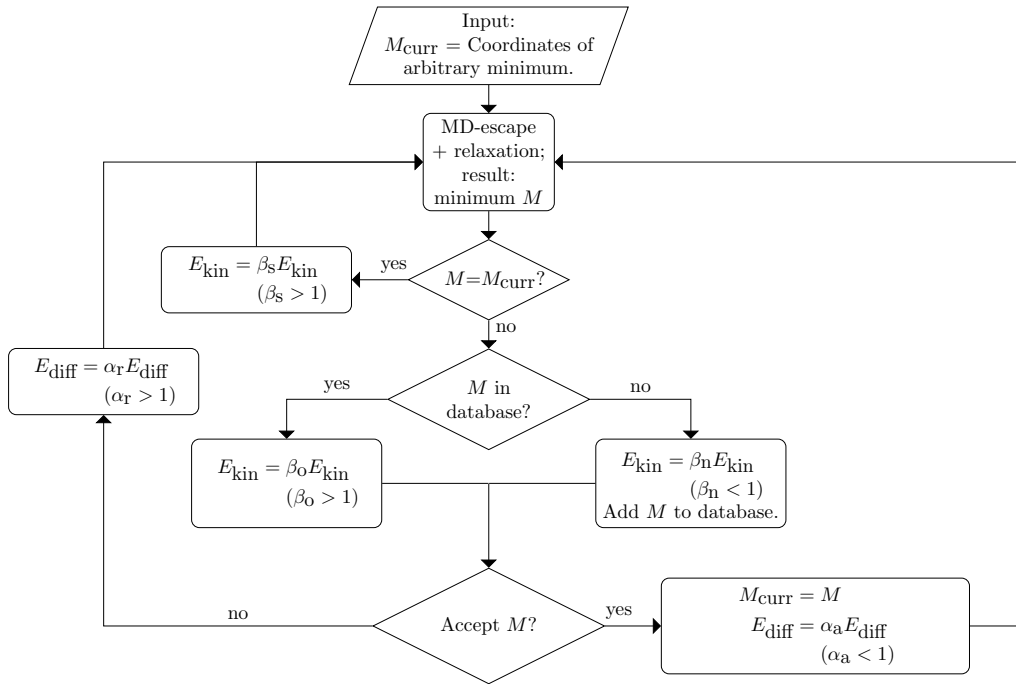 Input:
M_curr = Coordinates of
arbitrary minimum.
MD-escape
+ relaxation;
result:
minimum M
E_kin = β_s E_kin
(β_s > 1)
yes
M=M_curr?
no
E_diff = α_r E_diff
(α_r > 1)
yes
M in
database?
no
E_kin = β_o E_kin
(β_o > 1)
E_kin = β_n E_kin
(β_n < 1)
Add M to database.
no
Accept M?
yes
M_curr = M
E_diff = α_a E_diff
(α_a < 1)